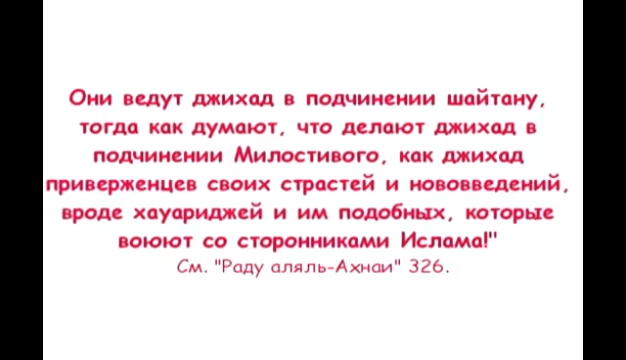 Они ведут джихад в подчинении шайтану,
тогда как думают, что делают джихад в
подчинении Милостивого, как джихад
приверженцев своих страстей и нововведений,
вроде хауариджей и им подобных, которые
воюют со сторонниками Ислама!"
См. "Раду аляль-Ахнаи" 326.